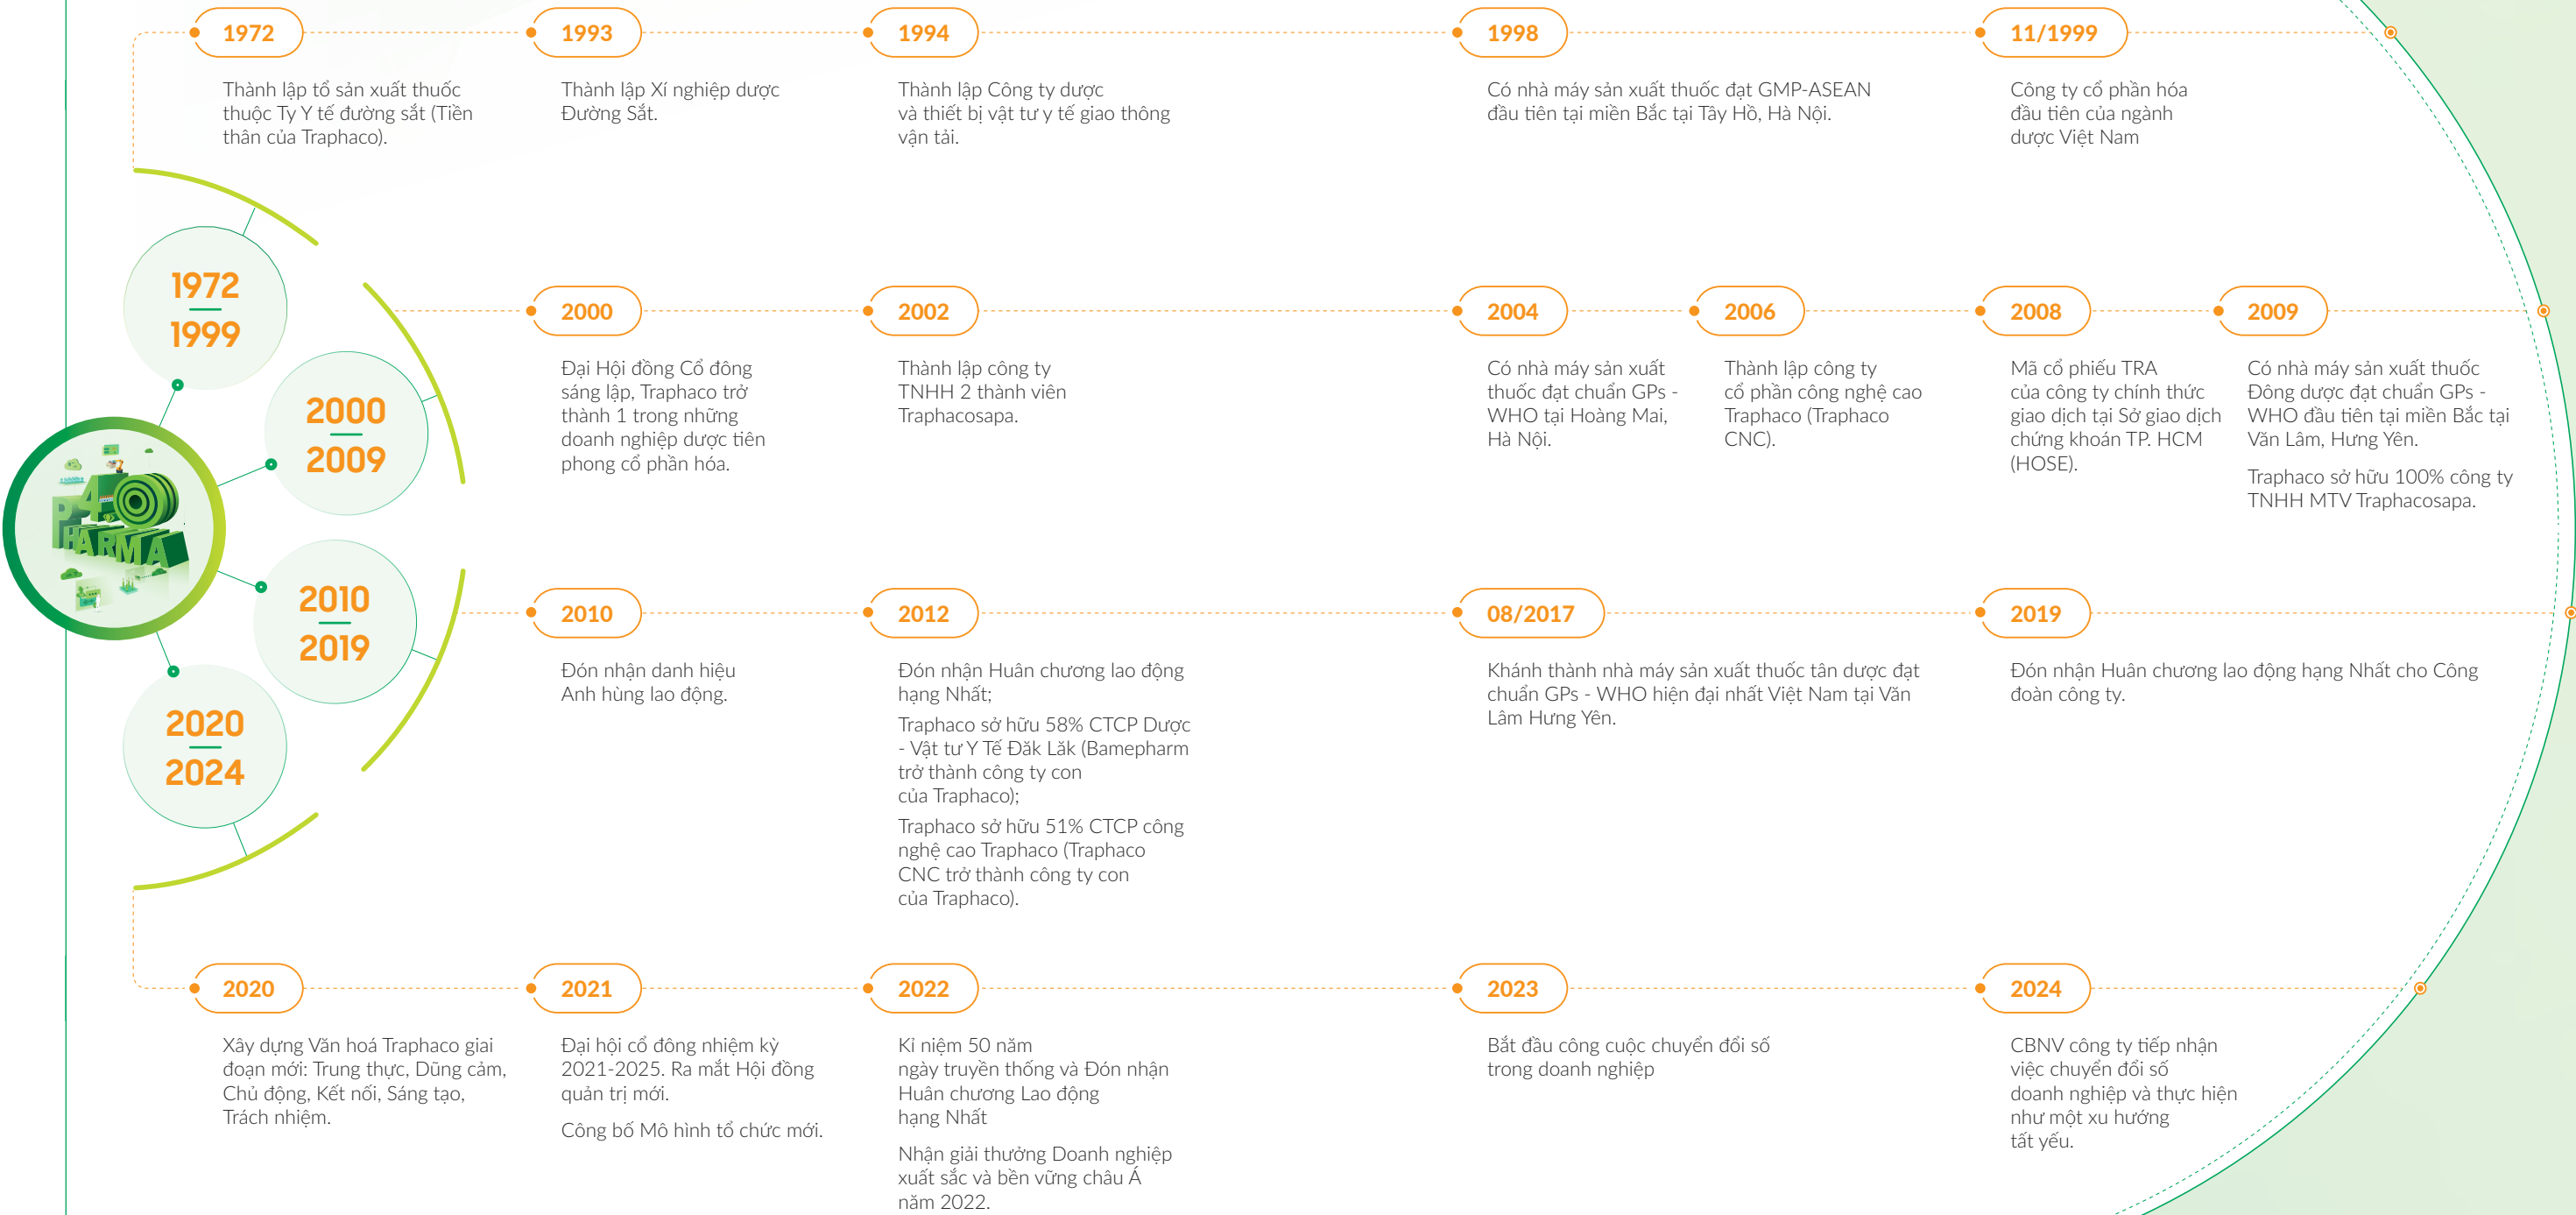 1972
Thành lập tổ sản xuất thuốc
thuộc Ty Y tế đường sắt (Tiền
thân của Traphaco).
1993
Thành lập Xí nghiệp dược
Đường Sắt.
1994
Thành lập Công ty dược
và thiết bị vật tư y tế giao thông
vận tải.
1998
Có nhà máy sản xuất thuốc đạt GMP-ASEAN
đầu tiên tại miền Bắc tại Tây Hồ, Hà Nội.
11/1999
Công ty cổ phần hóa
đầu tiên của ngành
dược Việt Nam
1972
1999
2000
2009
2010
2019
2020
2024
P4.0
PHARMA
2000
Đại Hội đồng Cổ đông
sáng lập, Traphaco trở
thành 1 trong những
doanh nghiệp dược tiên
phong cổ phần hóa.
2002
Thành lập công ty
TNHH 2 thành viên
Traphacosapa.
2004
Có nhà máy sản xuất
thuốc đạt chuẩn GPs -
WHO tại Hoàng Mai,
Hà Nội.
2006
Thành lập công ty
cổ phần công nghệ cao
Traphaco (Traphaco
CNC).
2008
Mã cổ phiếu TRA
của công ty chính thức
giao dịch tại Sở giao dịch
chứng khoán TP. HCM
(HOSE).
2009
Có nhà máy sản xuất thuốc
Đông dược đạt chuẩn GPs -
WHO đầu tiên tại miền Bắc tại
Văn Lâm, Hưng Yên.
Traphaco sở hữu 100% công ty
TNHH MTV Traphacosapa.
2010
Đón nhận danh hiệu
Anh hùng lao động.
2012
Đón nhận Huân chương lao động
hạng Nhất;
Traphaco sở hữu 58% CTCP Dược
- Vật tư Y Tế Đăk Lăk (Bamepharm
trở thành công ty con
của Traphaco);
Traphaco sở hữu 51% CTCP công
nghệ cao Traphaco (Traphaco
CNC trở thành công ty con
của Traphaco).
08/2017
Khánh thành nhà máy sản xuất thuốc tân dược đạt
chuẩn GPs - WHO hiện đại nhất Việt Nam tại Văn
Lâm Hưng Yên.
2019
Đón nhận Huân chương lao động hạng Nhất cho Công
đoàn công ty.
2020
Xây dựng Văn hoá Traphaco giai
đoạn mới: Trung thực, Dũng cảm,
Chủ động, Kết nối, Sáng tạo,
Trách nhiệm.
2021
Đại hội cổ đông nhiệm kỳ
2021-2025. Ra mắt Hội đồng
quản trị mới.
Công bố Mô hình tổ chức mới.
2022
Kỉ niệm 50 năm
ngày truyền thống và Đón nhận
Huân chương Lao động
hạng Nhất
Nhận giải thưởng Doanh nghiệp
xuất sắc và bền vững châu Á
năm 2022.
2023
Bắt đầu công cuộc chuyển đổi số
trong doanh nghiệp
2024
CBNV công ty tiếp nhận
việc chuyển đổi số
doanh nghiệp và thực hiện
như một xu hướng
tất yếu.